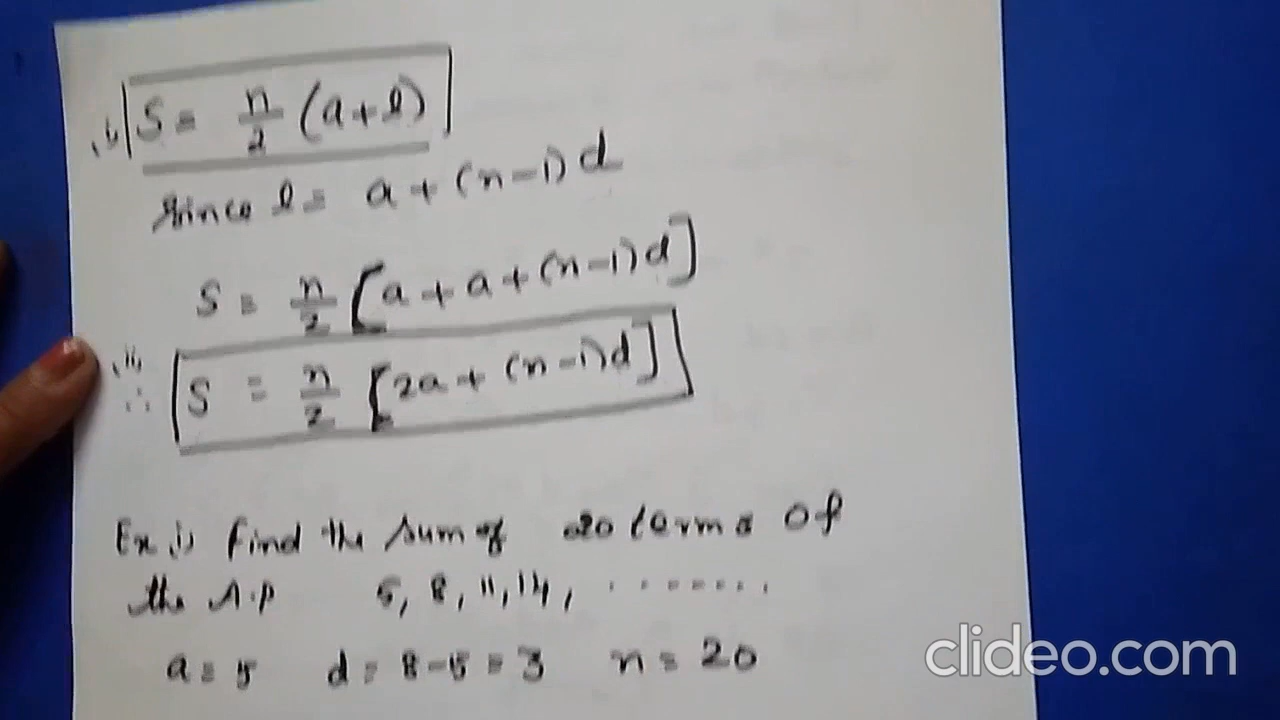 (i) S = n/2 (a + l)
since l = a + (n-1)d
S = n/2 [a + a + (n-1)d]
(ii)
∴ S = n/2 [2a + (n-1)d]
Ex i) Find the sum of 20 terms of
the A.P 5, 8, 11, 14, ........
a = 5 d = 8-5 = 3 n = 20
clideo.com